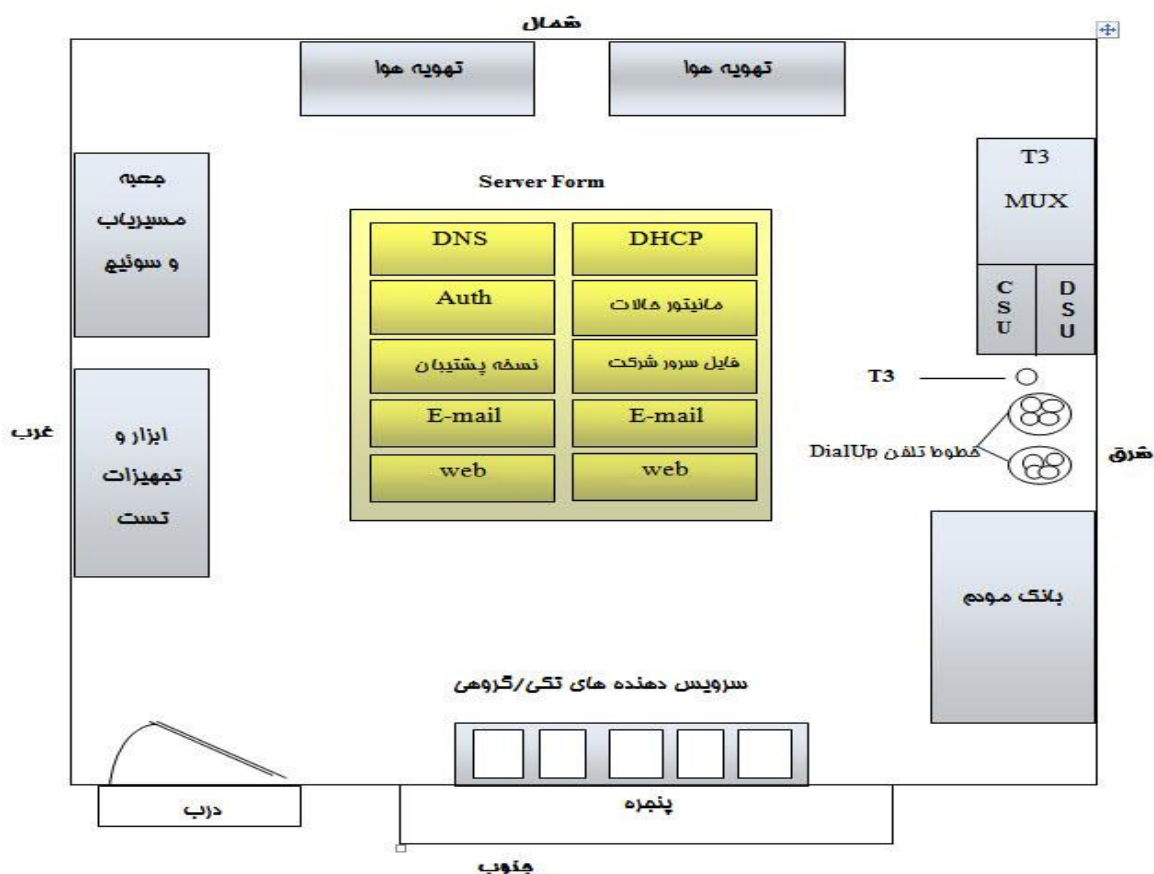 شمال
تهویه هوا
تهویه هوا
جعبه
مسیریاب
و سوئیچ
Server Form
T3
MUX
DNS
DHCP
Auth
مانیتور حالات
C
S
U
D
S
U
نسخه پشتیبان
فایل سرور شرکت
T3
E-mail
E-mail
غرب
ابزار و
تجهیزات
تست
خطوط تلفن DialUp
شرق
web
web
بانک مودم
سرویس دهنده های تکی/گروهی
درب
پنجره
جنوب